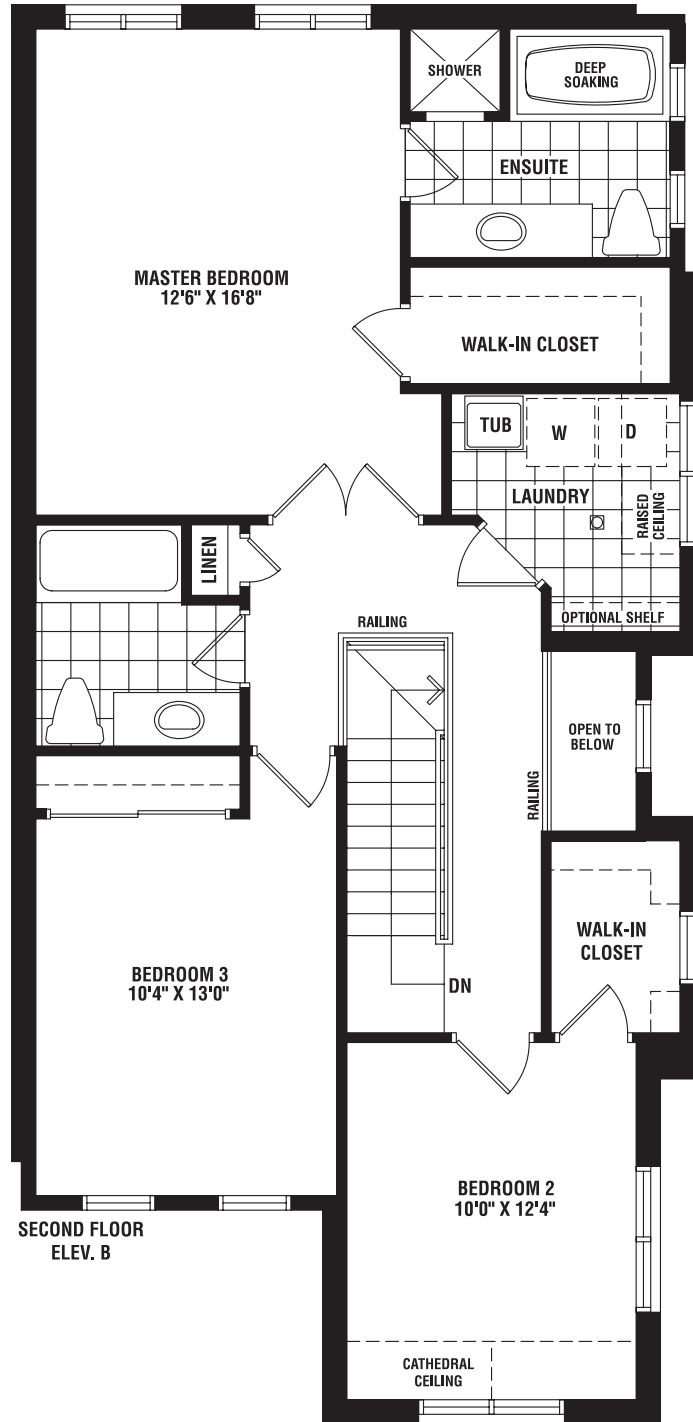 SHOWER
DEEP
SOAKING
ENSUITE
MASTER BEDROOM
12'6" X 16'8"
WALK-IN CLOSET
TUB
W
D
LAUNDRY
RAISED
CEILING
LINEN
OPTIONAL SHELF
RAILING
OPEN TO
BELOW
RAILING
WALK-IN
CLOSET
BEDROOM 3
10'4" X 13'0"
DN
BEDROOM 2
10'0" X 12'4"
SECOND FLOOR
ELEV. B
CATHEDRAL
CEILING